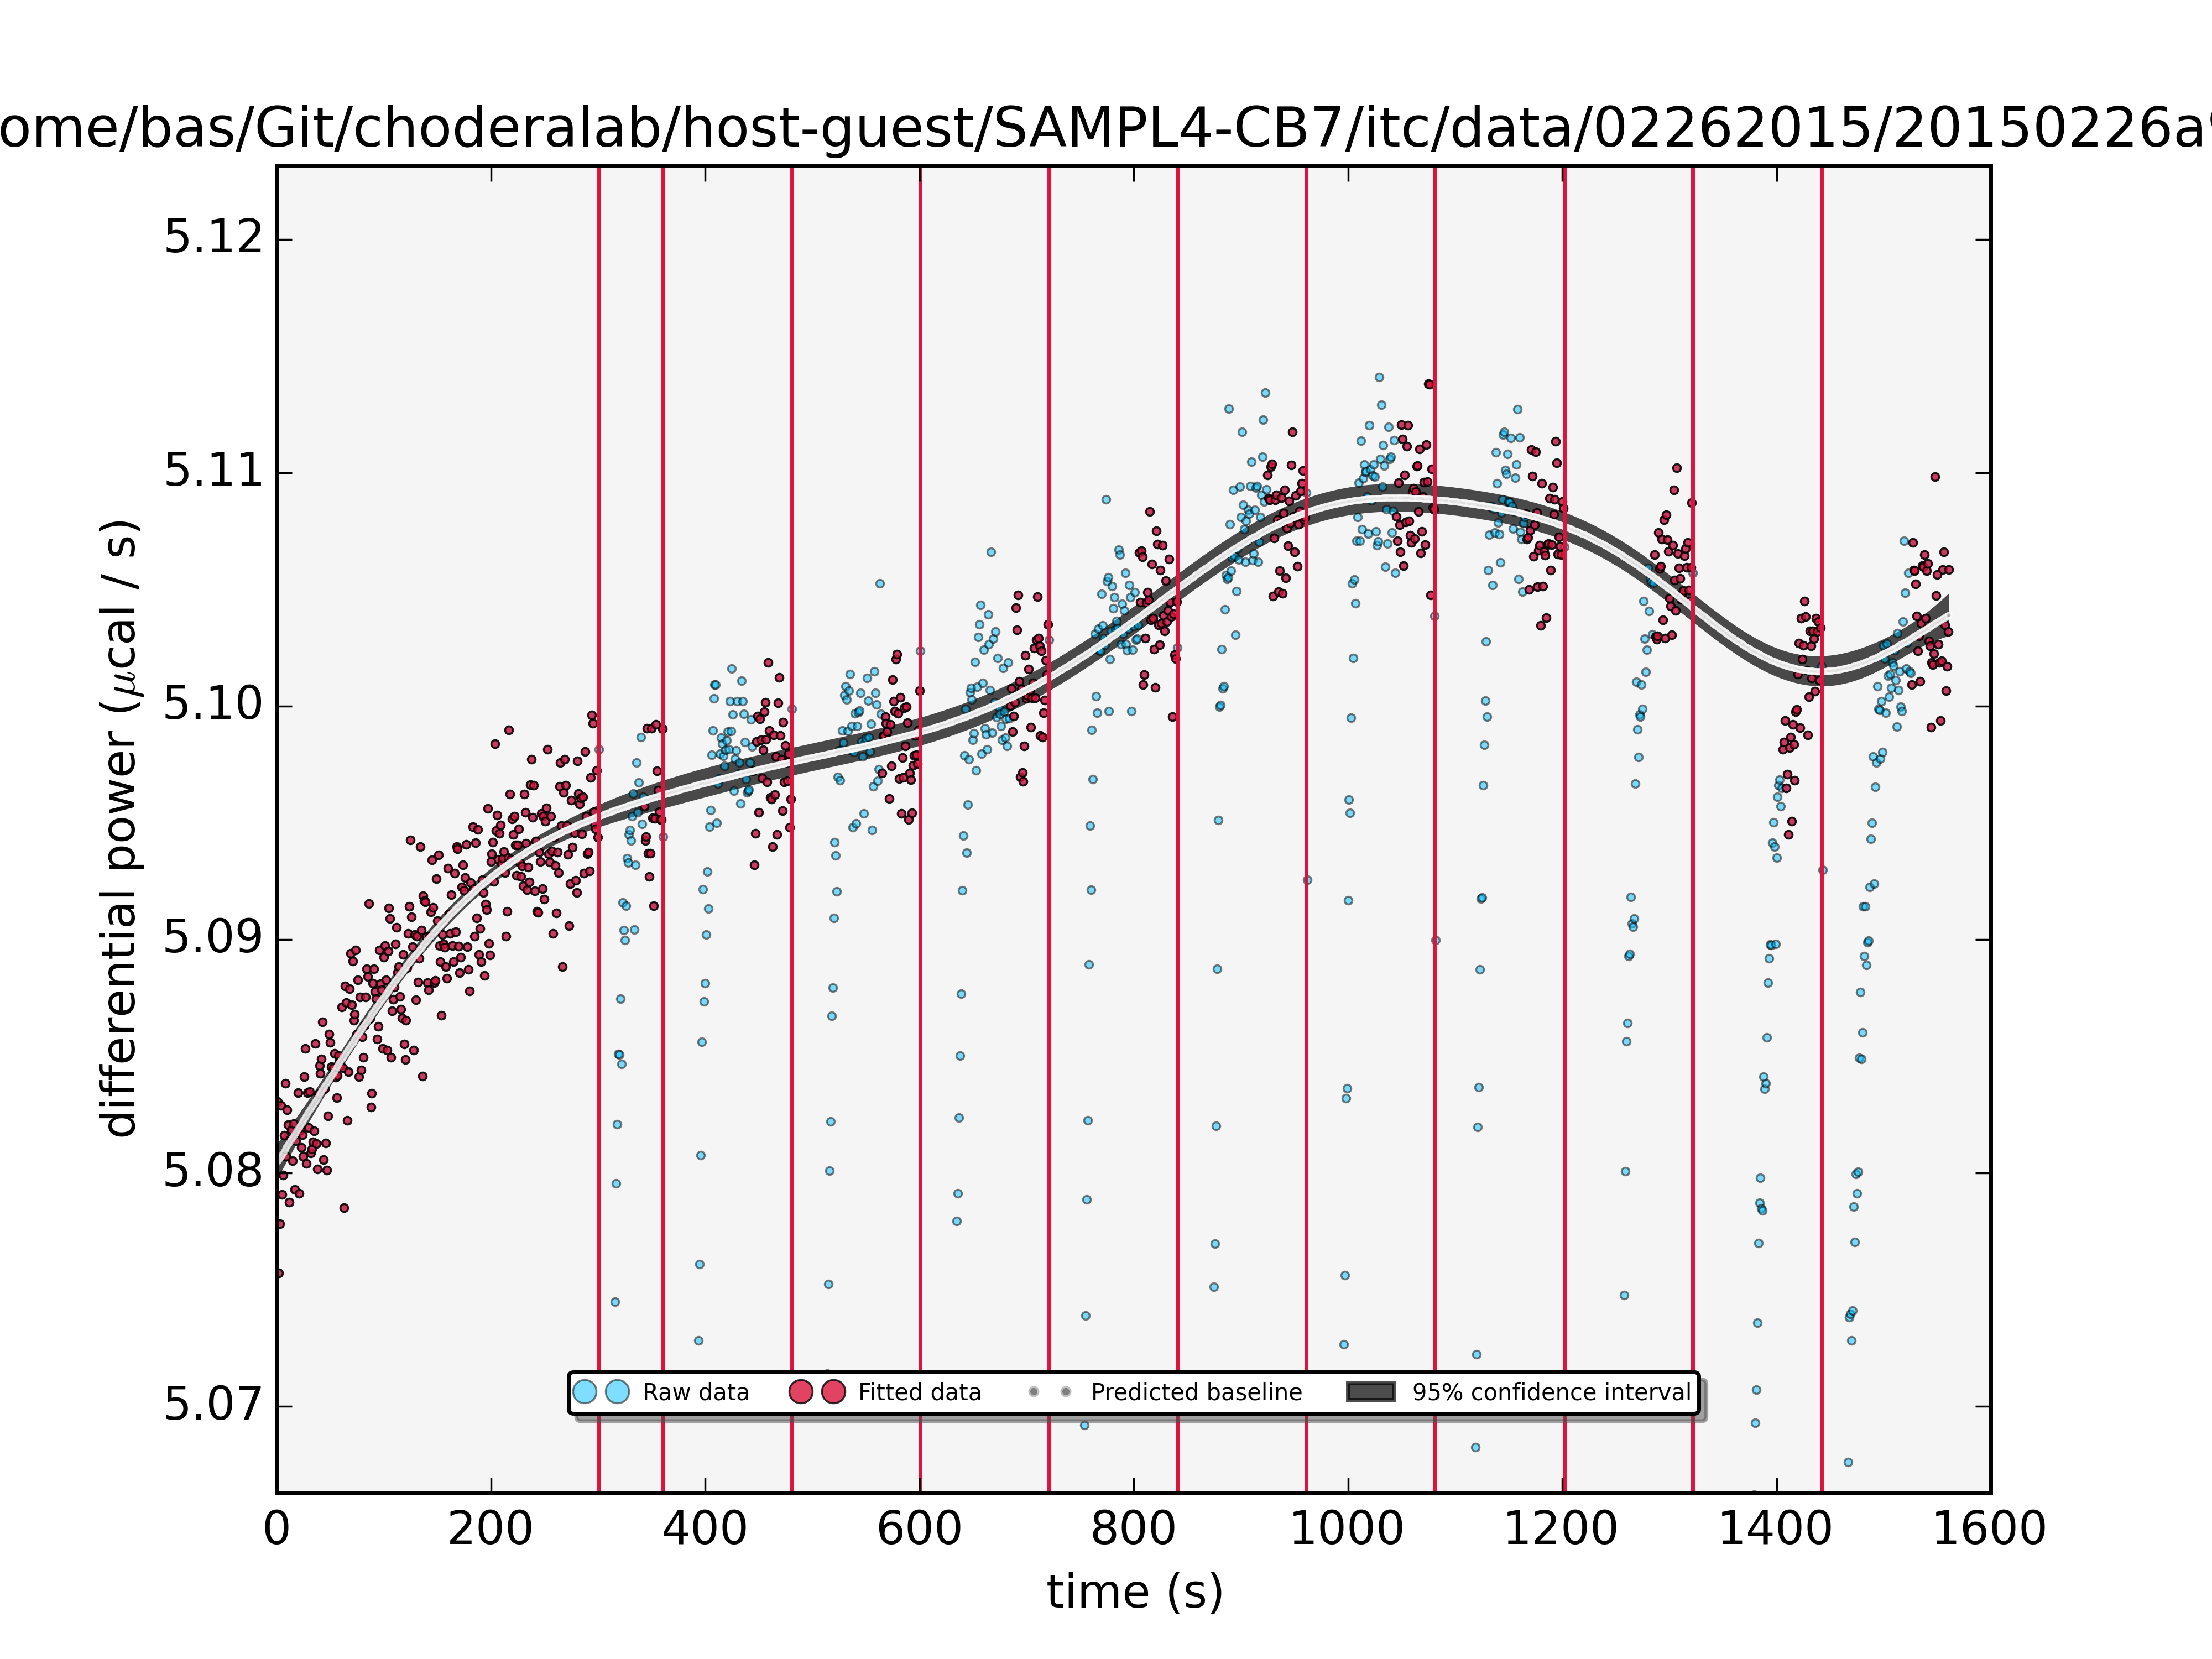 ome/bas/Git/choderalab/host-guest/SAMPL4-CB7/itc/data/02262015/20150226a
5.12
5.11
5.10
5.09
5.08
5.07
differential power (μcal / s)
Raw data Fitted data Predicted baseline 95% confidence interval
0 200 400 600 800 1000 1200 1400 1600
time (s)